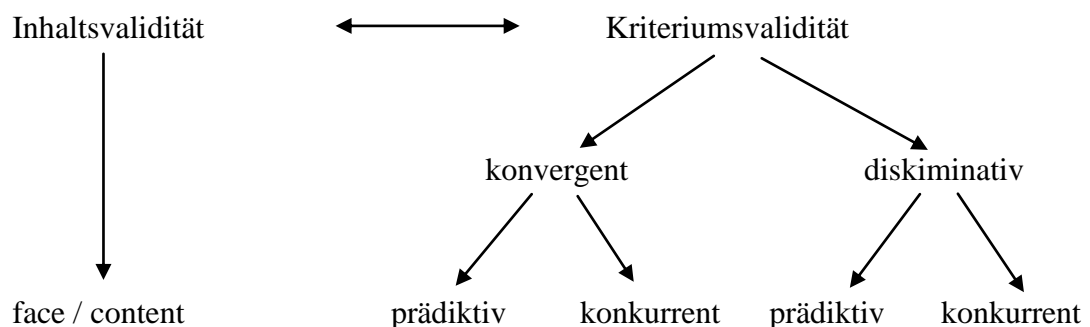 Inhaltsvalidität Kriteriumsvalidität
konvergent diskiminativ
face / content prädiktiv konkurrent prädiktiv konkurrent